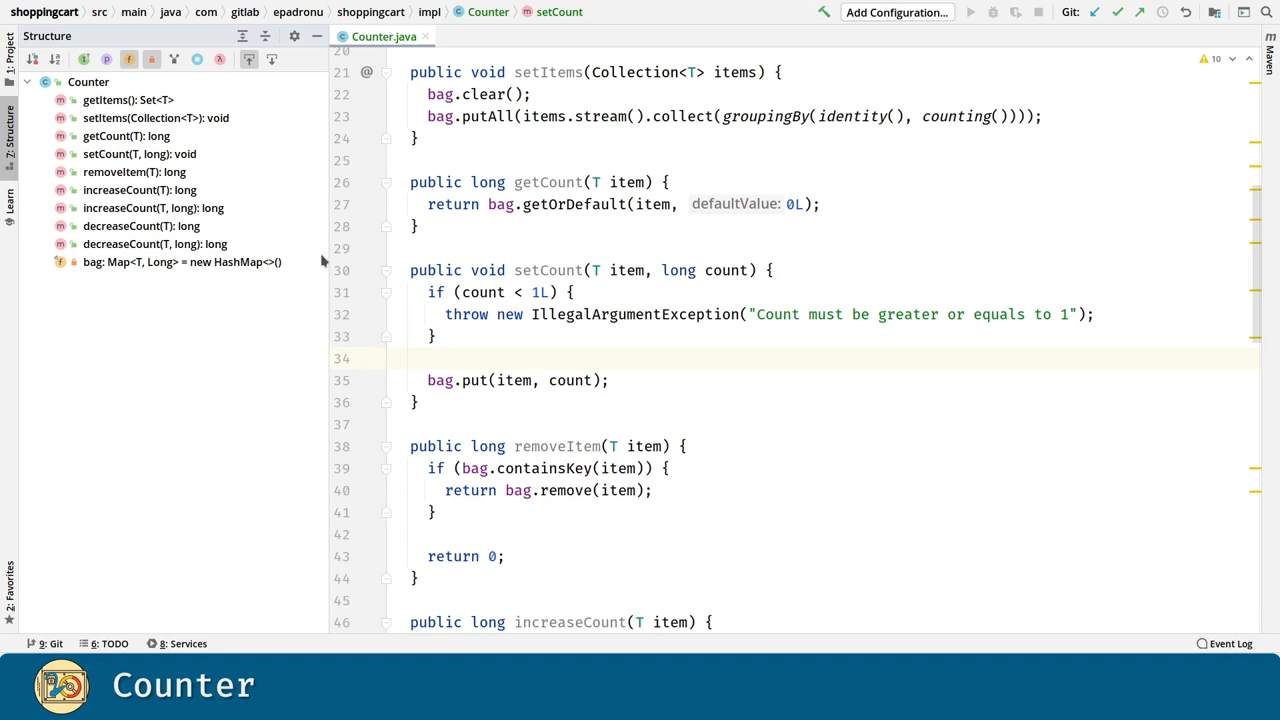 shoppingcart src main java com gitlab epadronu shoppingcart impl Counter setCount Add Configuration... Git:
Structure
Counter.java
1: Project
Z: Structure
Learn
2: Favorites
Counter
getItems(): Set<T>
setItems(Collection<T>): void
getCount(T): long
setCount(T, long): void
removeItem(T): long
increaseCount(T): long
increaseCount(T, long): long
decreaseCount(T): long
decreaseCount(T, long): long
bag: Map<T, Long> = new HashMap<>()
20
21 @ public void setItems(Collection<T> items) {
22 bag.clear();
23 bag.putAll(items.stream().collect(groupingBy(identity(), counting())));
24 }
25
26 public long getCount(T item) {
27 return bag.getOrDefault(item, defaultValue: 0L);
28 }
29
30 public void setCount(T item, long count) {
31 if (count < 1L) {
32 throw new IllegalArgumentException("Count must be greater or equals to 1");
33 }
34
35 bag.put(item, count);
36 }
37
38 public long removeItem(T item) {
39 if (bag.containsKey(item)) {
40 return bag.remove(item);
41 }
42
43 return 0;
44 }
45
46 public long increaseCount(T item) {
10
m Maven
9: Git 6: TODO 8: Services Event Log
Counter